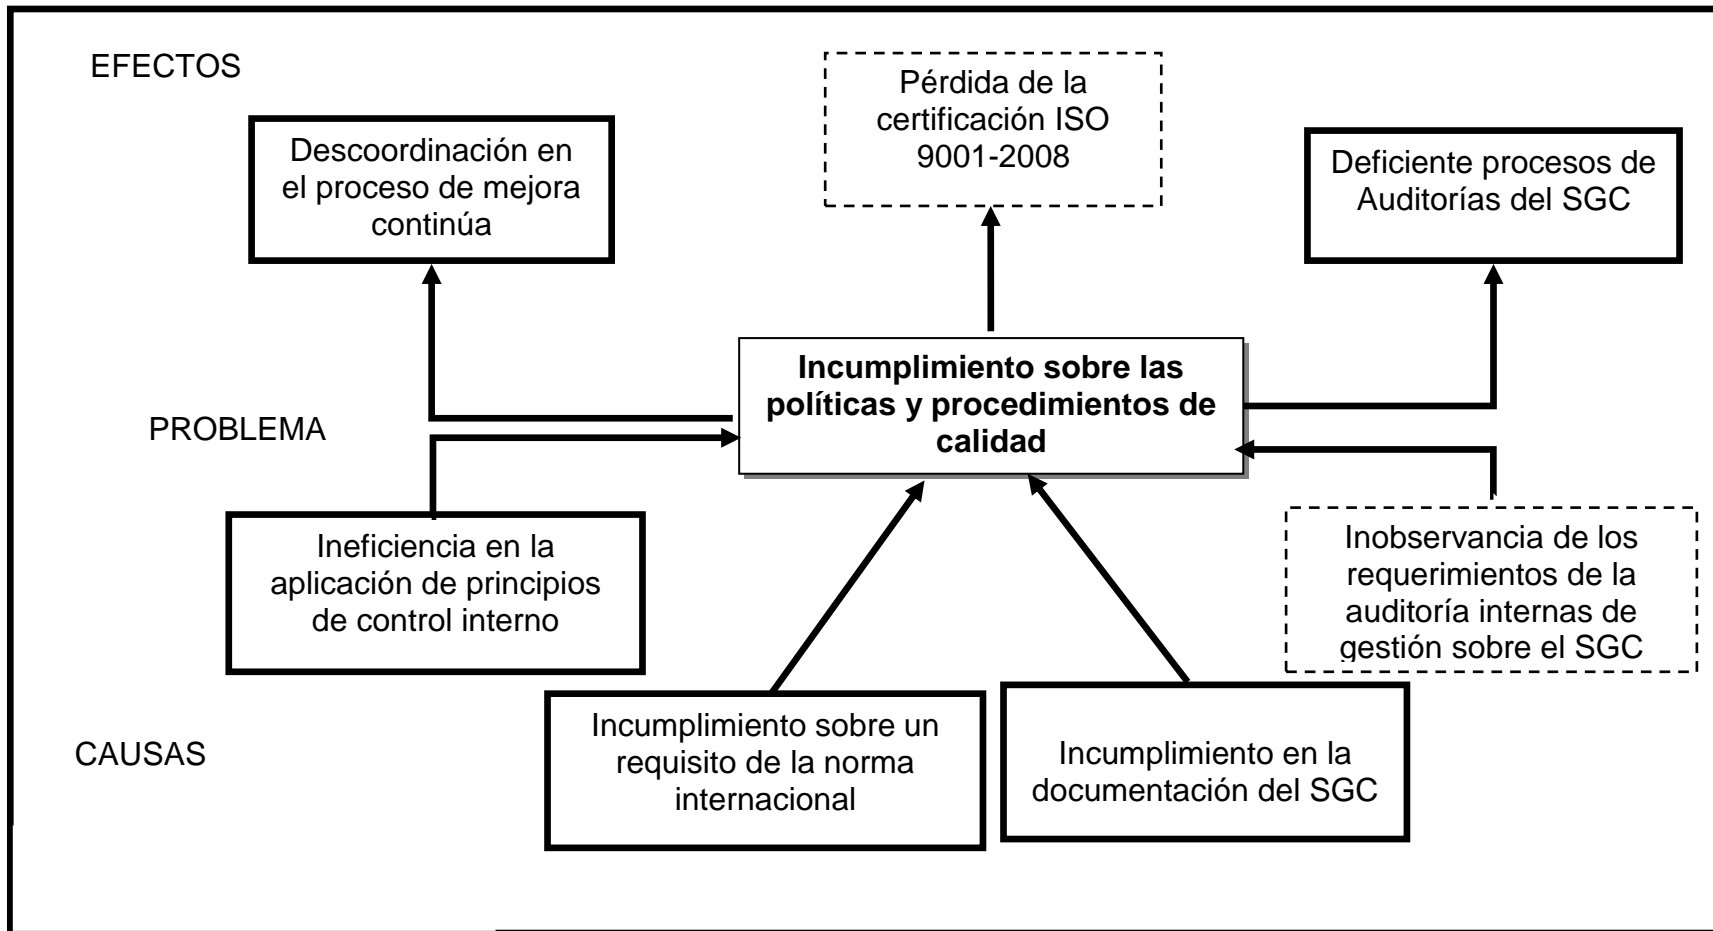 EFECTOS
Pérdida de la
certificación ISO
9001-2008
Descoordinación en
el proceso de mejora
continúa
Deficiente procesos de
Auditorías del SGC
Incumplimiento sobre las
políticas y procedimientos de
calidad
PROBLEMA
Ineficiencia en la
aplicación de principios
de control interno
Inobservancia de los
requerimientos de la
auditoría internas de
gestión sobre el SGC
Incumplimiento sobre un
requisito de la norma
internacional
Incumplimiento en la
documentación del SGC
CAUSAS